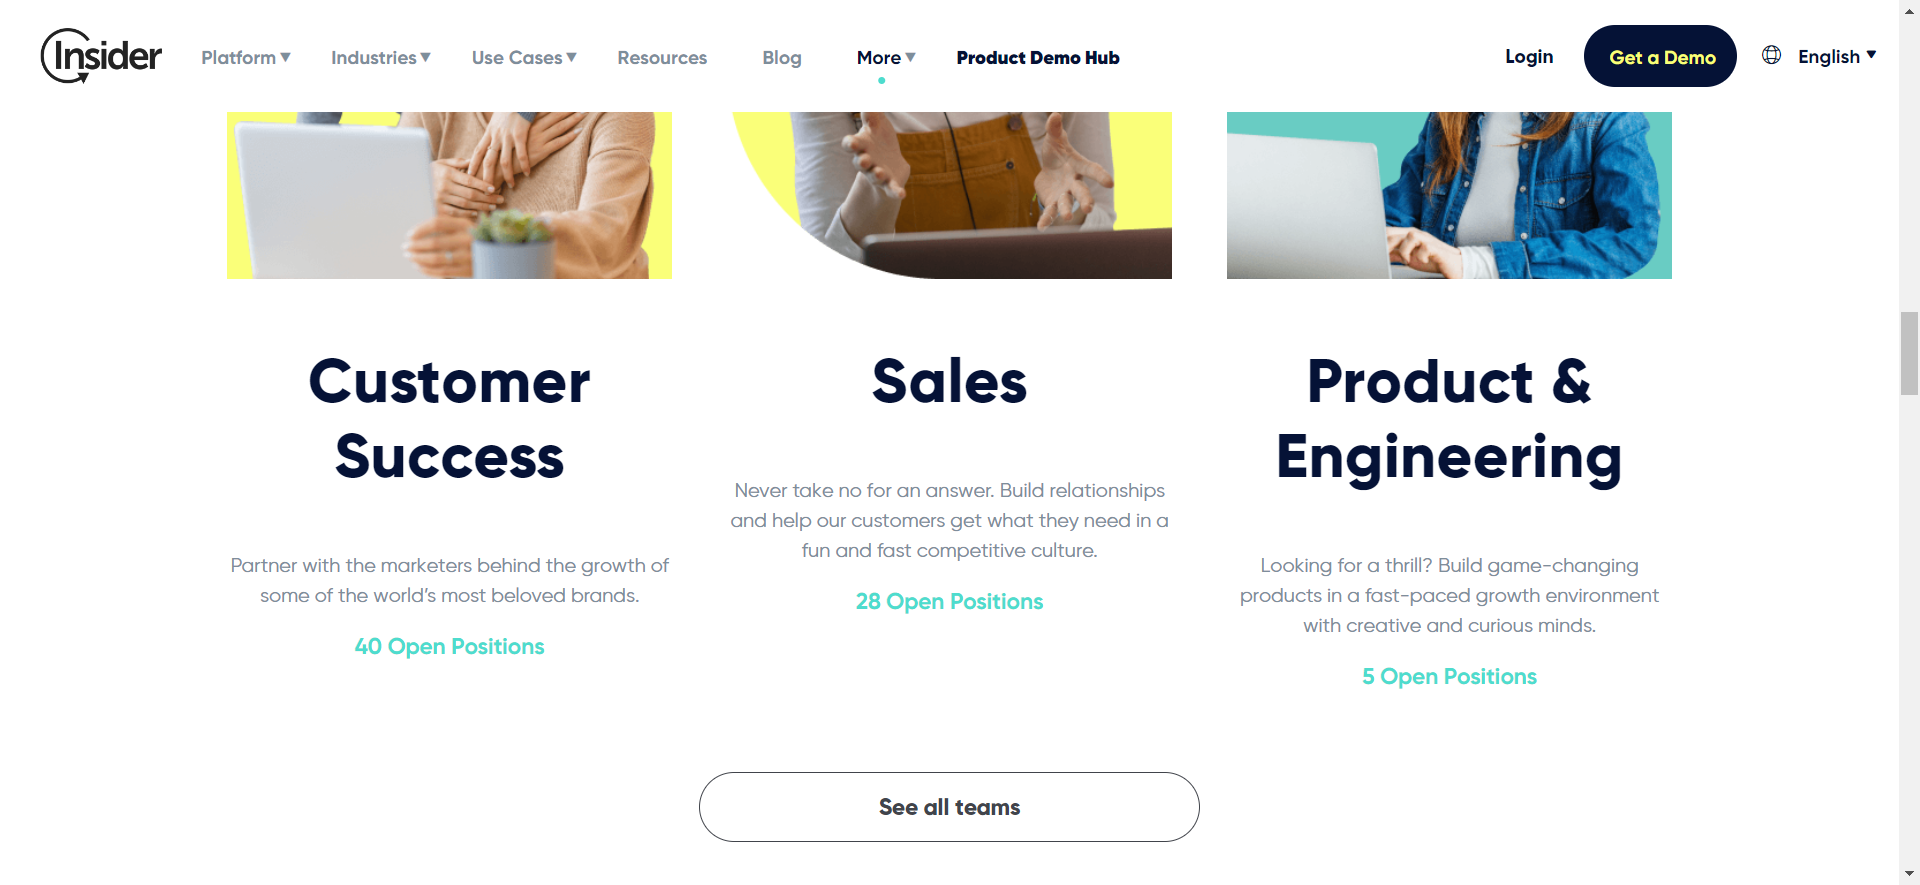 Insider
Platform ▼ Industries ▼ Use Cases ▼ Resources Blog More ▼ Product Demo Hub Login Get a Demo English ▼
Customer
Success
Partner with the marketers behind the growth of
some of the world’s most beloved brands.
40 Open Positions
Sales
Never take no for an answer. Build relationships
and help our customers get what they need in a
fun and fast competitive culture.
28 Open Positions
Product &
Engineering
Looking for a thrill? Build game-changing
products in a fast-paced growth environment
with creative and curious minds.
5 Open Positions
See all teams